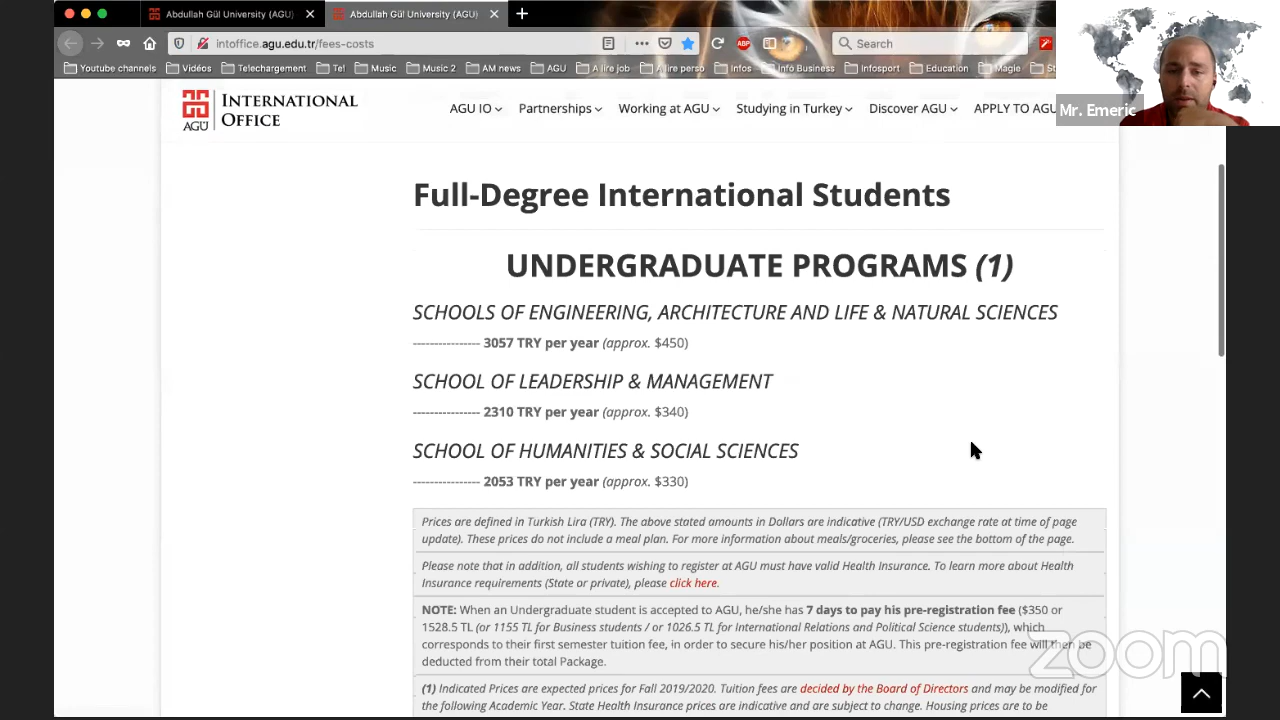 Abdullah Gül University (AGU)
Abdullah Gül University (AGU)
intoffice.agu.edu.tr/fees-costs
Search
Youtube channels Vidéos Telechargement Tel Music Music 2 AM news AGU A lire job A lire perso Infos Info Business Infosport Education Magie
Mr. Emeric
AGU
INTERNATIONAL
OFFICE
AGU IO Partnerships Working at AGU Studying in Turkey Discover AGU APPLY TO AGU
Full-Degree International Students
UNDERGRADUATE PROGRAMS (1)
SCHOOLS OF ENGINEERING, ARCHITECTURE AND LIFE & NATURAL SCIENCES
---------------- 3057 TRY per year (approx. $450)
SCHOOL OF LEADERSHIP & MANAGEMENT
---------------- 2310 TRY per year (approx. $340)
SCHOOL OF HUMANITIES & SOCIAL SCIENCES
---------------- 2053 TRY per year (approx. $330)
Prices are defined in Turkish Lira (TRY). The above stated amounts in Dollars are indicative (TRY/USD exchange rate at time of page
update). These prices do not include a meal plan. For more information about meals/groceries, please see the bottom of the page.
Please note that in addition, all students wishing to register at AGU must have valid Health Insurance. To learn more about Health
Insurance requirements (State or private), please click here.
NOTE: When an Undergraduate student is accepted to AGU, he/she has 7 days to pay his pre-registration fee ($350 or
1528.5 TL (or 1155 TL for Business students / or 1026.5 TL for International Relations and Political Science students)), which
corresponds to their first semester tuition fee, in order to secure his/her position at AGU. This pre-registration fee will then be
deducted from their total Package.
zoom
(1) Indicated Prices are expected prices for Fall 2019/2020. Tuition fees are decided by the Board of Directors and may be modified for
the following Academic Year. State Health Insurance prices are indicative and are subject to change. Housing prices are to be